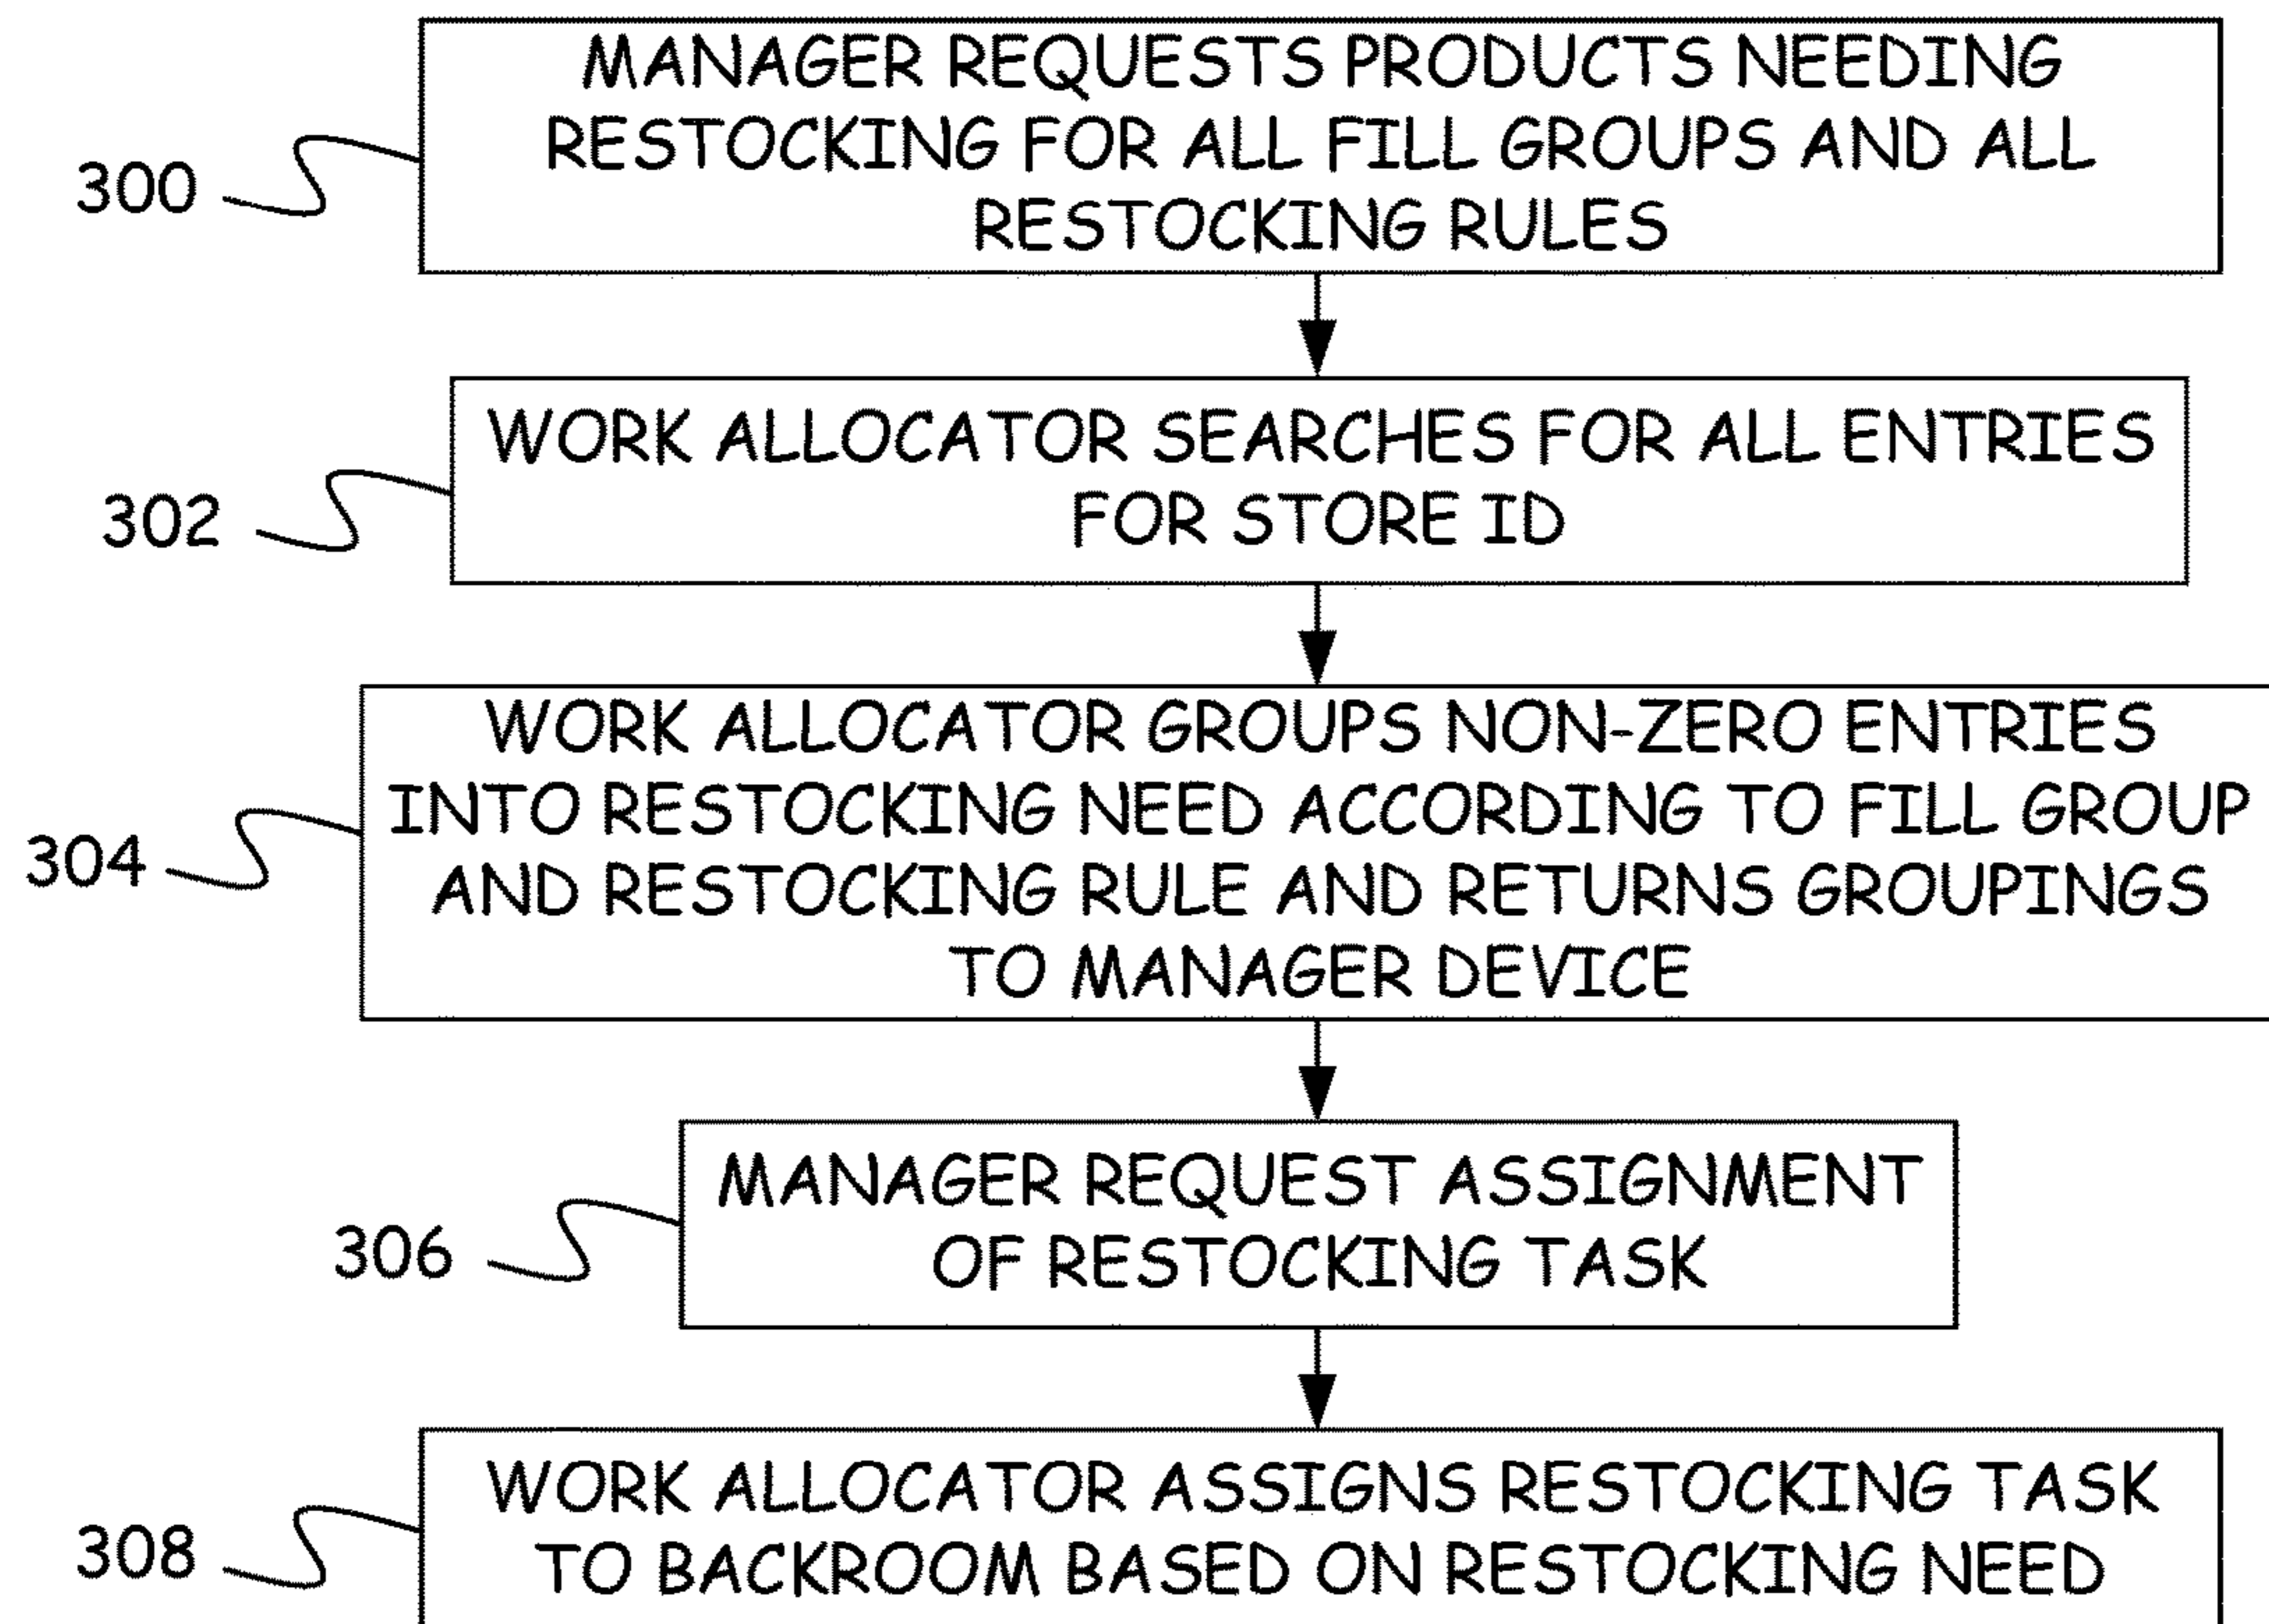 MANAGER REQUESTS PRODUCTS NEEDING
RESTOCKING FOR ALL FILL GROUPS AND ALL
RESTOCKING RULES
300
WORK ALLOCATOR SEARCHES FOR ALL ENTRIES
FOR STORE ID
302
WORK ALLOCATOR GROUPS NON-ZERO ENTRIES
INTO RESTOCKING NEED ACCORDING TO FILL GROUP
AND RESTOCKING RULE AND RETURNS GROUPINGS
TO MANAGER DEVICE
304
MANAGER REQUEST ASSIGNMENT
OF RESTOCKING TASK
306
WORK ALLOCATOR ASSIGNS RESTOCKING TASK
TO BACKROOM BASED ON RESTOCKING NEED
308